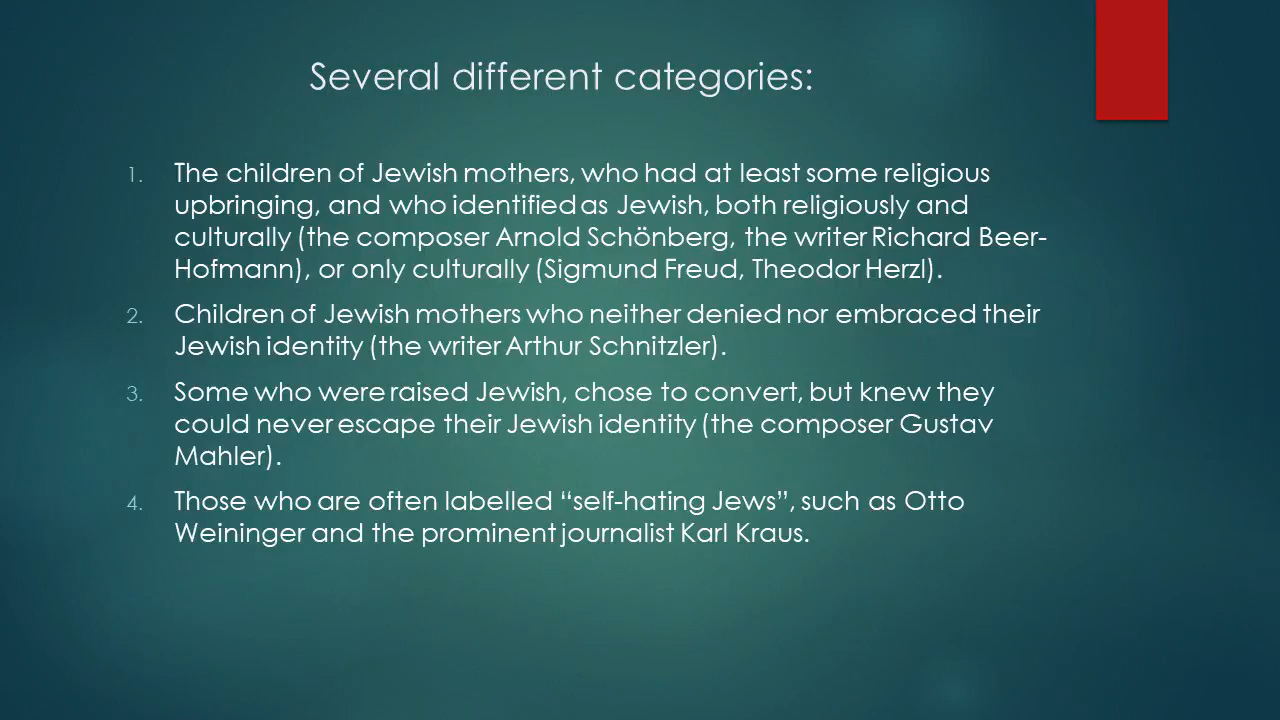 Several different categories:
1. The children of Jewish mothers, who had at least some religious
upbringing, and who identified as Jewish, both religiously and
culturally (the composer Arnold Schönberg, the writer Richard Beer-
Hofmann), or only culturally (Sigmund Freud, Theodor Herzl).
2. Children of Jewish mothers who neither denied nor embraced their
Jewish identity (the writer Arthur Schnitzler).
3. Some who were raised Jewish, chose to convert, but knew they
could never escape their Jewish identity (the composer Gustav
Mahler).
4. Those who are often labelled “self-hating Jews”, such as Otto
Weininger and the prominent journalist Karl Kraus.